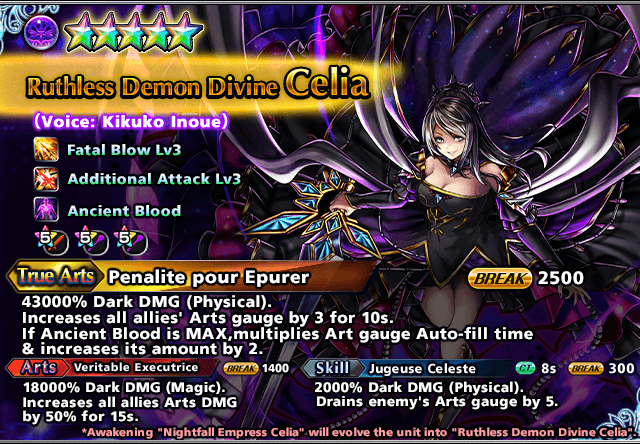 Ruthless Demon Divine Celia
(Voice: Kikuko Inoue)
Fatal Blow Lv3
Additional Attack Lv3
Ancient Blood
5 5 5
True Arts Penalite pour Epurer BREAK 2500
43000% Dark DMG (Physical).
Increases all allies' Arts gauge by 3 for 10s.
If Ancient Blood is MAX,multiplies Art gauge Auto-fill time
& increases its amount by 2.
Arts Veritable Executrice BREAK 1400
18000% Dark DMG (Magic).
Increases all allies Arts DMG
by 50% for 15s.
Skill Jugeuse Celeste CT. 8s BREAK 300
2000% Dark DMG (Physical).
Drains enemy's Arts gauge by 5.
*Awakening "Nightfall Empress Celia" will evolve the unit into "Ruthless Demon Divine Celia".